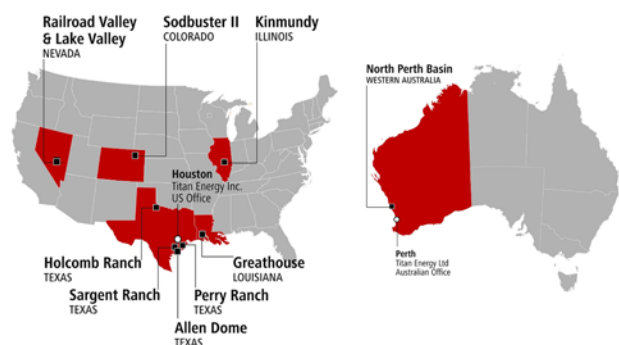 Railroad Valley
& Lake Valley
NEVADA
Sodbuster II
COLORADO
Kinmundy
ILLINOIS
Houston
Titan Energy Inc.
US Office
Holcomb Ranch
TEXAS
Sargent Ranch
TEXAS
Allen Dome
TEXAS
Perry Ranch
TEXAS
Greathouse
LOUISIANA
North Perth Basin
WESTERN AUSTRALIA
Perth
Titan Energy Ltd
Australian Office